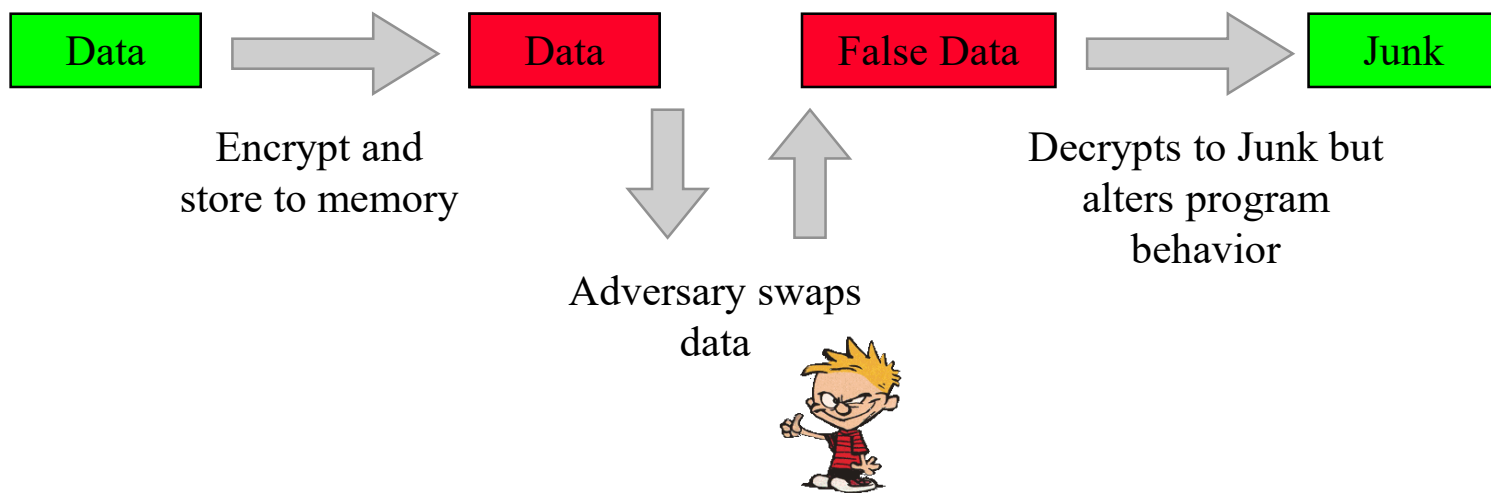 Data
Data
False Data
Junk
Encrypt and
store to memory
Decrypts to Junk but
alters program
behavior
Adversary swaps
data